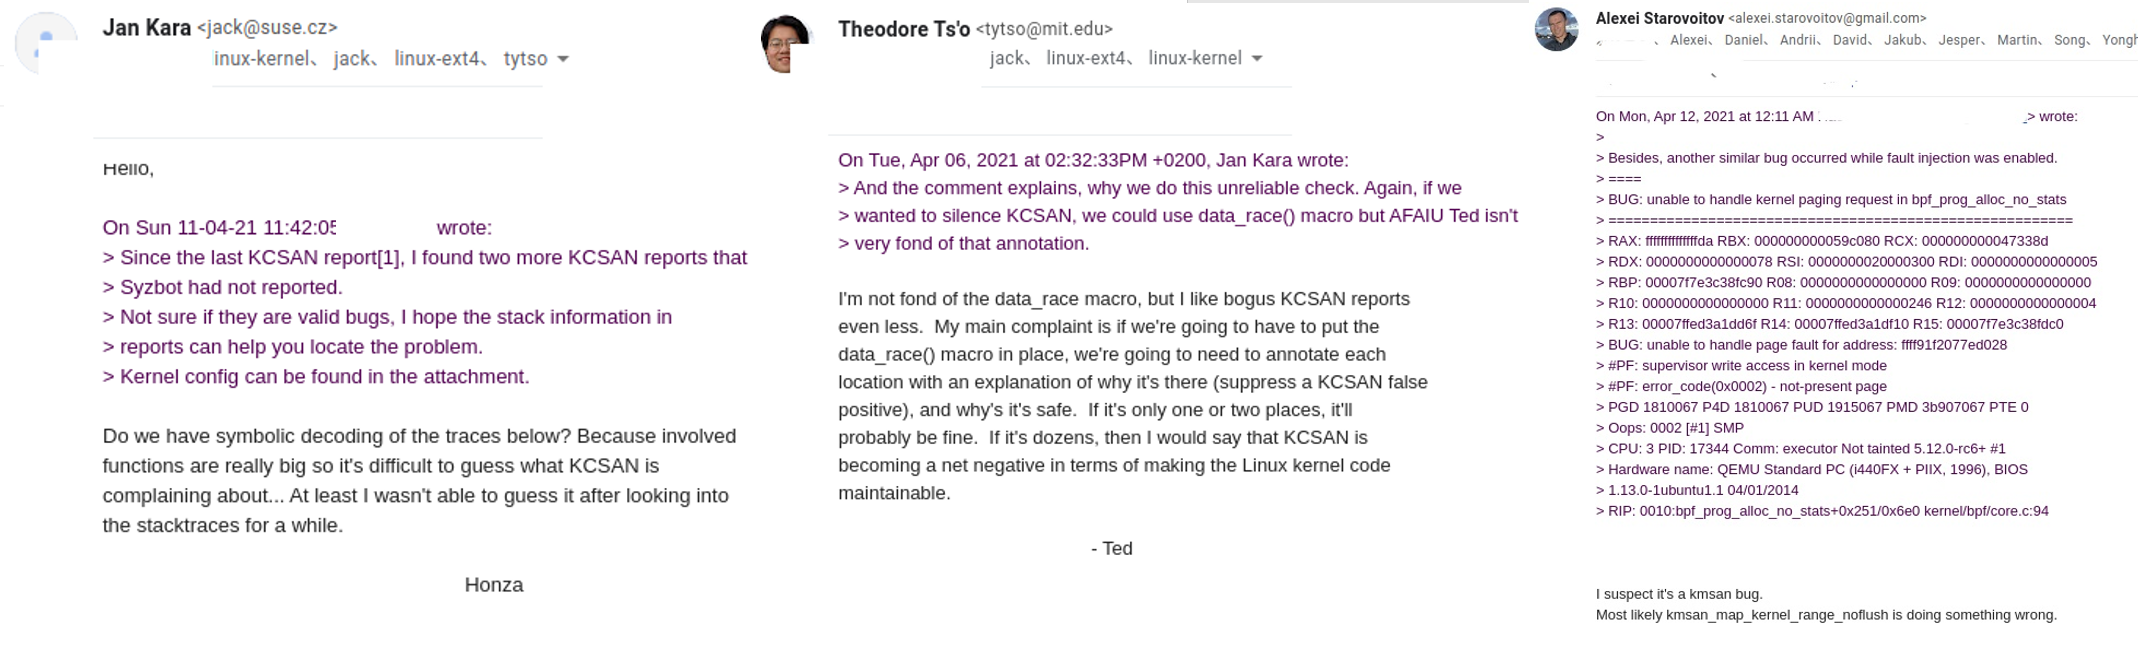 Jan Kara <jack@suse.cz>
inux-kernel、 jack、 linux-ext4、 tytso
Hello,
On Sun 11-04-21 11:42:05 wrote:
> Since the last KCSAN report[1], I found two more KCSAN reports that
> Syzbot had not reported.
> Not sure if they are valid bugs, I hope the stack information in
> reports can help you locate the problem.
> Kernel config can be found in the attachment.
Do we have symbolic decoding of the traces below? Because involved
functions are really big so it's difficult to guess what KCSAN is
complaining about... At least I wasn't able to guess it after looking into
the stacktraces for a while.
Honza
Theodore Ts'o <tytso@mit.edu>
jack、 linux-ext4、 linux-kernel
On Tue, Apr 06, 2021 at 02:32:33PM +0200, Jan Kara wrote:
> And the comment explains, why we do this unreliable check. Again, if we
> wanted to silence KCSAN, we could use data_race() macro but AFAIU Ted isn't
> very fond of that annotation.
I'm not fond of the data_race macro, but I like bogus KCSAN reports
even less.  My main complaint is if we're going to have to put the
data_race() macro in place, we're going to need to annotate each
location with an explanation of why it's there (suppress a KCSAN false
positive), and why's it's safe.  If it's only one or two places, it'll
probably be fine.  If it's dozens, then I would say that KCSAN is
becoming a net negative in terms of making the Linux kernel code
maintainable.
- Ted
Alexei Starovoitov <alexei.starovoitov@gmail.com>
、 Alexei、 Daniel、 Andrii、 David、 Jakub、 Jesper、 Martin、 Song、 Yongh
On Mon, Apr 12, 2021 at 12:11 AM > wrote:
>
> Besides, another similar bug occurred while fault injection was enabled.
> ====
> BUG: unable to handle kernel paging request in bpf_prog_alloc_no_stats
> ========================================================
> RAX: ffffffffffffffda RBX: 000000000059c080 RCX: 000000000047338d
> RDX: 0000000000000078 RSI: 0000000020000300 RDI: 0000000000000005
> RBP: 00007f7e3c38fc90 R08: 0000000000000000 R09: 0000000000000000
> R10: 0000000000000000 R11: 0000000000000246 R12: 0000000000000004
> R13: 00007ffed3a1dd6f R14: 00007ffed3a1df10 R15: 00007f7e3c38fdc0
> BUG: unable to handle page fault for address: ffff91f2077ed028
> #PF: supervisor write access in kernel mode
> #PF: error_code(0x0002) - not-present page
> PGD 1810067 P4D 1810067 PUD 1915067 PMD 3b907067 PTE 0
> Oops: 0002 [#1] SMP
> CPU: 3 PID: 17344 Comm: executor Not tainted 5.12.0-rc6+ #1
> Hardware name: QEMU Standard PC (i440FX + PIIX, 1996), BIOS
> 1.13.0-1ubuntu1.1 04/01/2014
> RIP: 0010:bpf_prog_alloc_no_stats+0x251/0x6e0 kernel/bpf/core.c:94
I suspect it's a kmsan bug.
Most likely kmsan_map_kernel_range_noflush is doing something wrong.